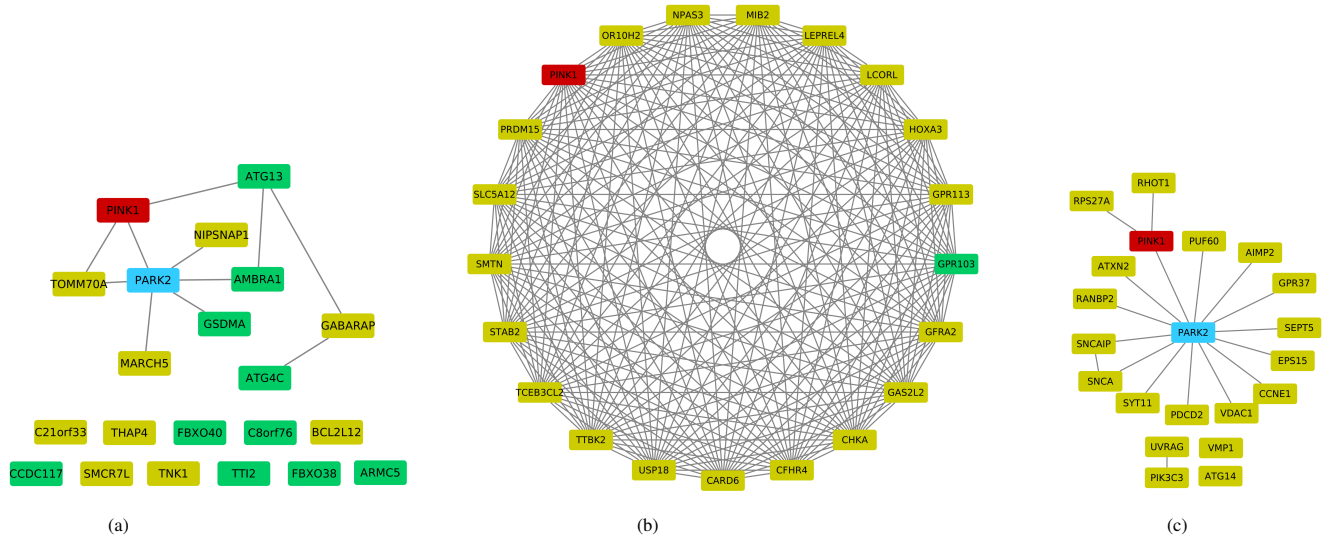 ATG13
PINK1
NIPSNAP1
TOMM70A
PARK2
AMBRA1
GSDMA
GABARAP
MARCH5
ATG4C
C21orf33
THAP4
FBXO40
C8orf76
BCL2L12
CCDC117
SMCR7L
TNK1
TTI2
FBXO38
ARMC5
(a)
NPAS3
MIB2
OR10H2
LEPREL4
PINK1
LCORL
PRDM15
HOXA3
SLC5A12
GPR113
SMTN
GPR103
STAB2
GFRA2
TCEB3CL2
GAS2L2
TTBK2
CHKA
USP18
CFHR4
CARD6
(b)
RHOT1
RPS27A
PINK1
PUF60
AIMP2
ATXN2
GPR37
RANBP2
SEPT5
PARK2
SNCAIP
EPS15
SNCA
CCNE1
SYT11
PDCD2
VDAC1
UVRAG
VMP1
PIK3C3
ATG14
(c)